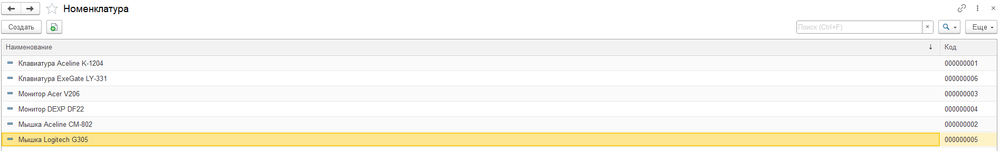 Номенклатура
Создать Поиск (Ctrl+F) × Еще
Наименование ↓ Код
Клавиатура Aceline K-1204 000000001
Клавиатура ExeGate LY-331 000000006
Монитор Acer V206 000000003
Монитор DEXP DF22 000000004
Мышка Aceline CM-802 000000002
Мышка Logitech G305 000000005